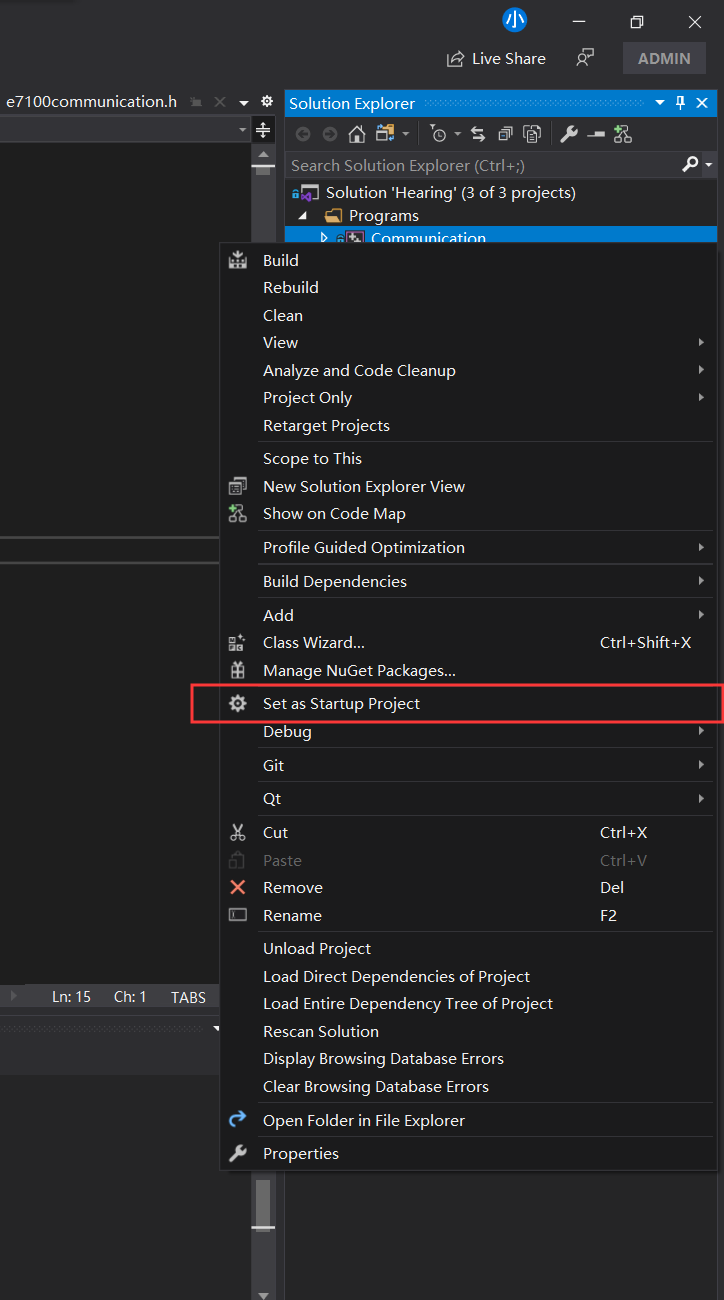 小
Live Share
ADMIN
e7100communication.h
Solution Explorer
Search Solution Explorer (Ctrl+;)
Solution 'Hearing' (3 of 3 projects)
Programs
Communication
Build
Rebuild
Clean
View
Analyze and Code Cleanup
Project Only
Retarget Projects
Scope to This
New Solution Explorer View
Show on Code Map
Profile Guided Optimization
Build Dependencies
Add
Class Wizard... Ctrl+Shift+X
Manage NuGet Packages...
Set as Startup Project
Debug
Git
Qt
Cut Ctrl+X
Paste Ctrl+V
Remove Del
Rename F2
Unload Project
Load Direct Dependencies of Project
Ln: 15 Ch: 1 TABS
Load Entire Dependency Tree of Project
Rescan Solution
Display Browsing Database Errors
Clear Browsing Database Errors
Open Folder in File Explorer
Properties